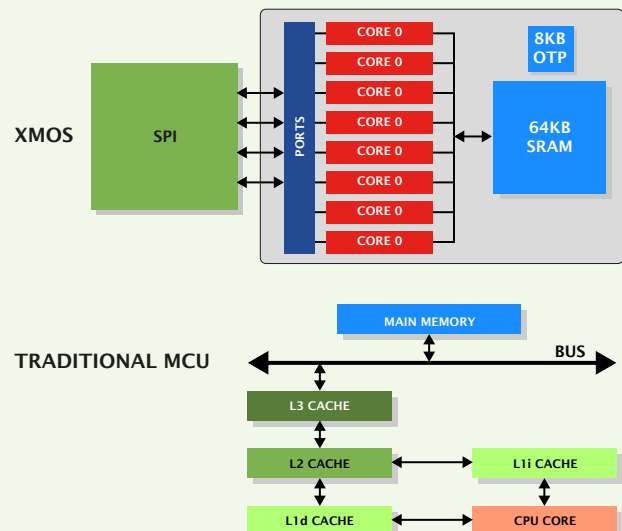 CORE 0
8KB
OTP
CORE 0
CORE 0
XMOS
SPI
PORTS
CORE 0
64KB
SRAM
CORE 0
CORE 0
CORE 0
CORE 0
MAIN MEMORY
TRADITIONAL MCU
BUS
L3 CACHE
L2 CACHE
L1i CACHE
L1d CACHE
CPU CORE